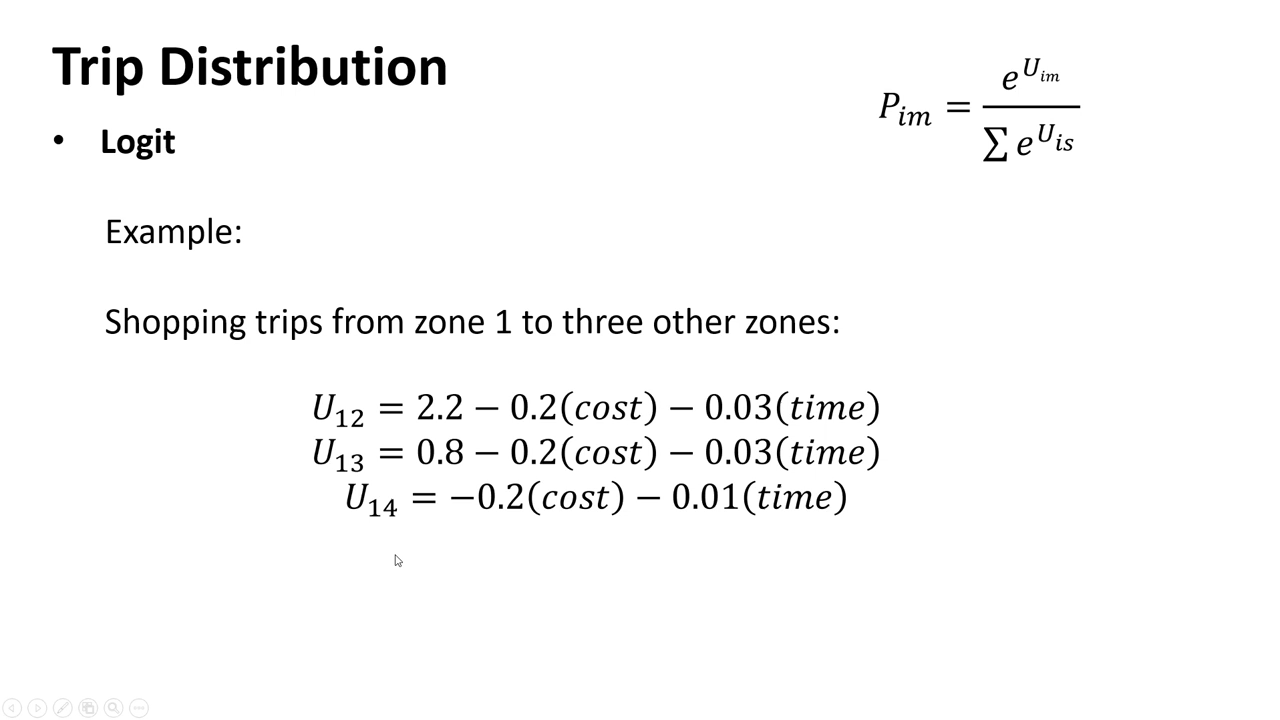 Trip Distribution
• Logit
P_{im} = \frac{e^{U_{im}}}{\sum e^{U_{is}}}
Example:
Shopping trips from zone 1 to three other zones:
U_{12} = 2.2 − 0.2(cost) − 0.03(time)
U_{13} = 0.8 − 0.2(cost) − 0.03(time)
U_{14} = −0.2(cost) − 0.01(time)